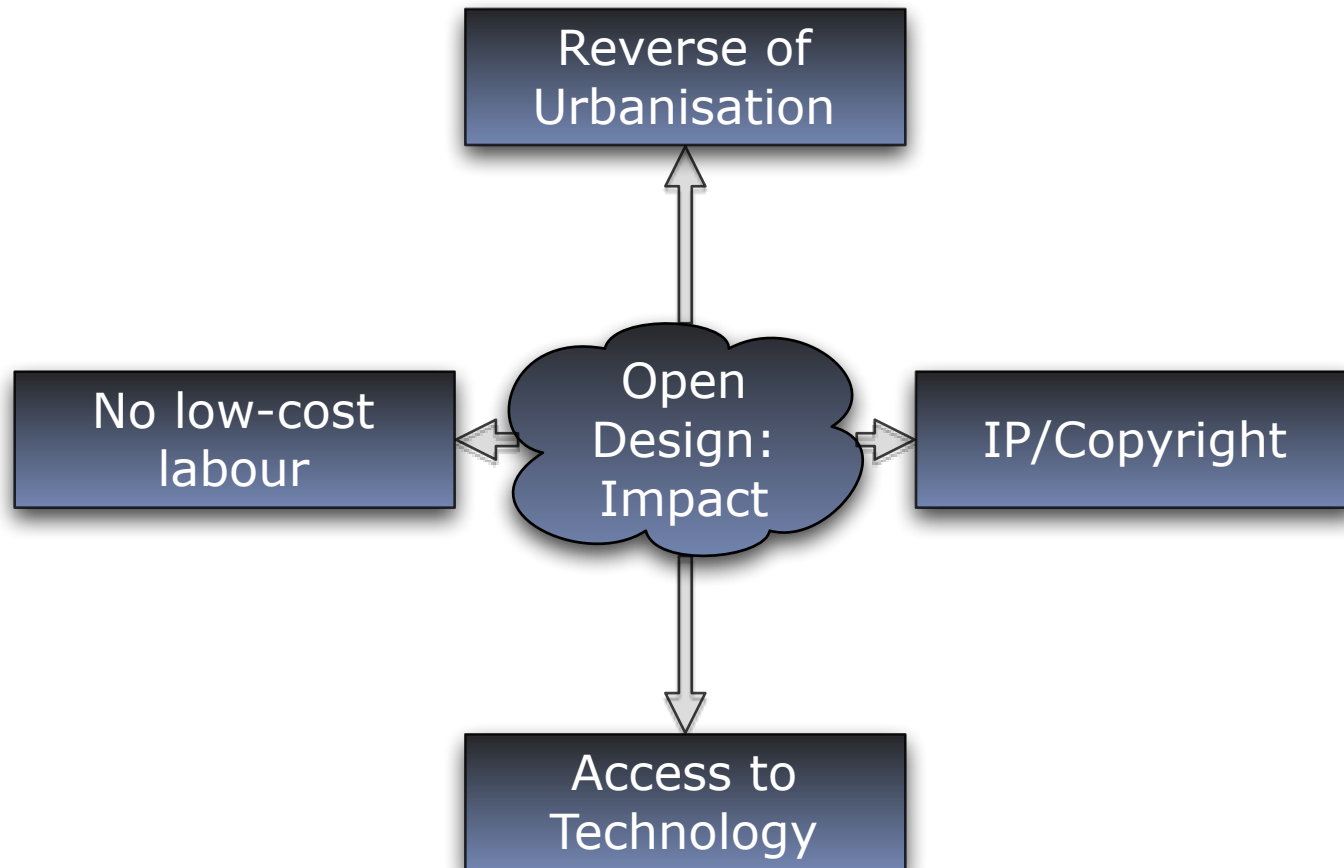 Reverse of
Urbanisation
No low-cost
labour
Open
Design:
Impact
IP/Copyright
Access to
Technology